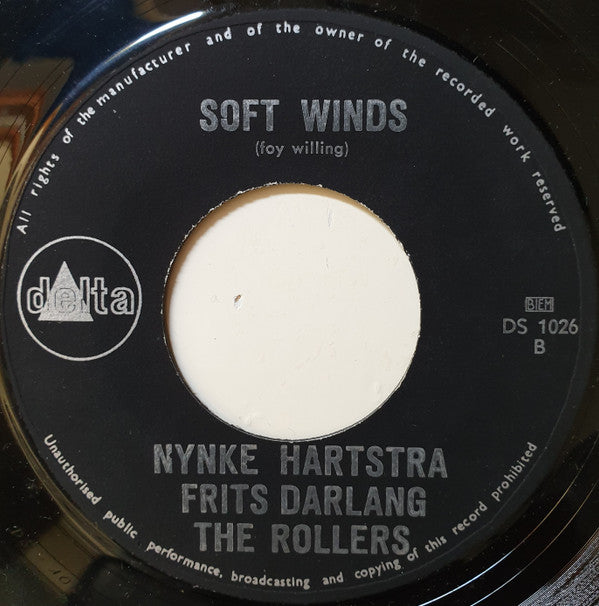 All rights of the manufacturer and of the owner of the recorded work reserved
SOFT WINDS
(foy willing)
delta
BIEM
DS 1026
B
NYNKE HARTSTRA
FRITS DARLANG
THE ROLLERS
Unauthorised public performance, broadcasting and copying of this record prohibited